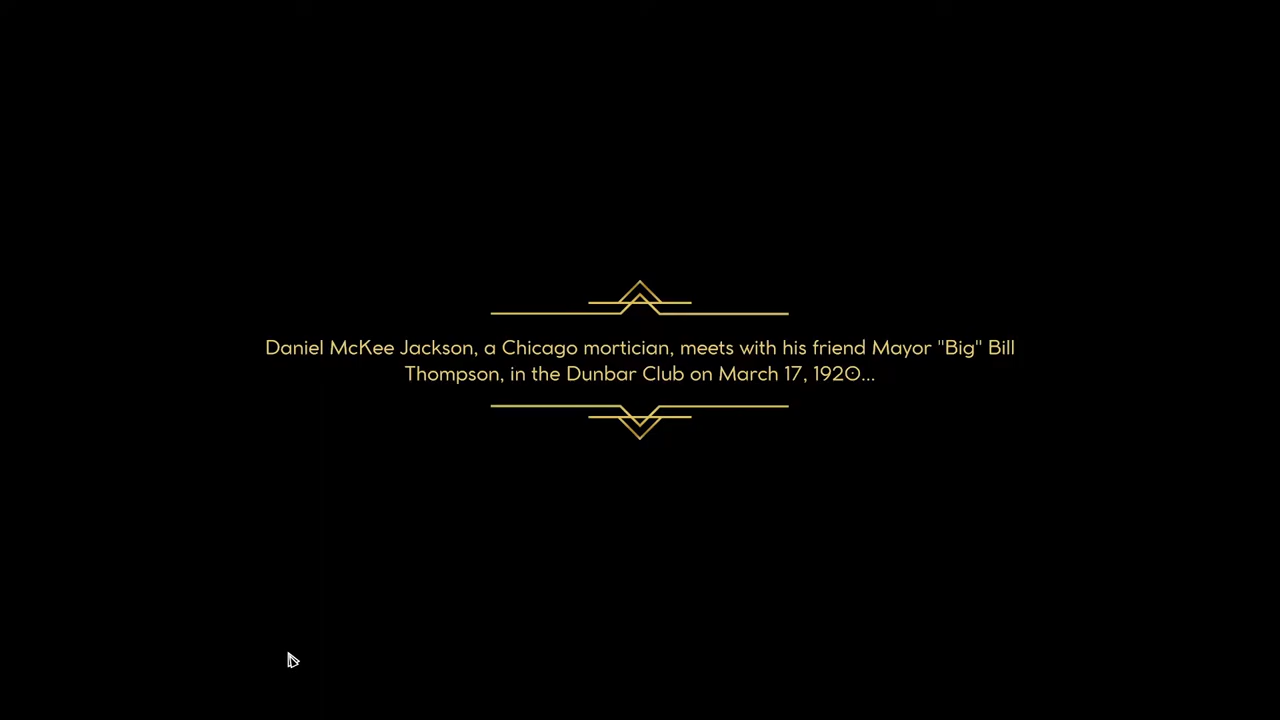 Daniel McKee Jackson, a Chicago mortician, meets with his friend Mayor "Big" Bill
Thompson, in the Dunbar Club on March 17, 1920...